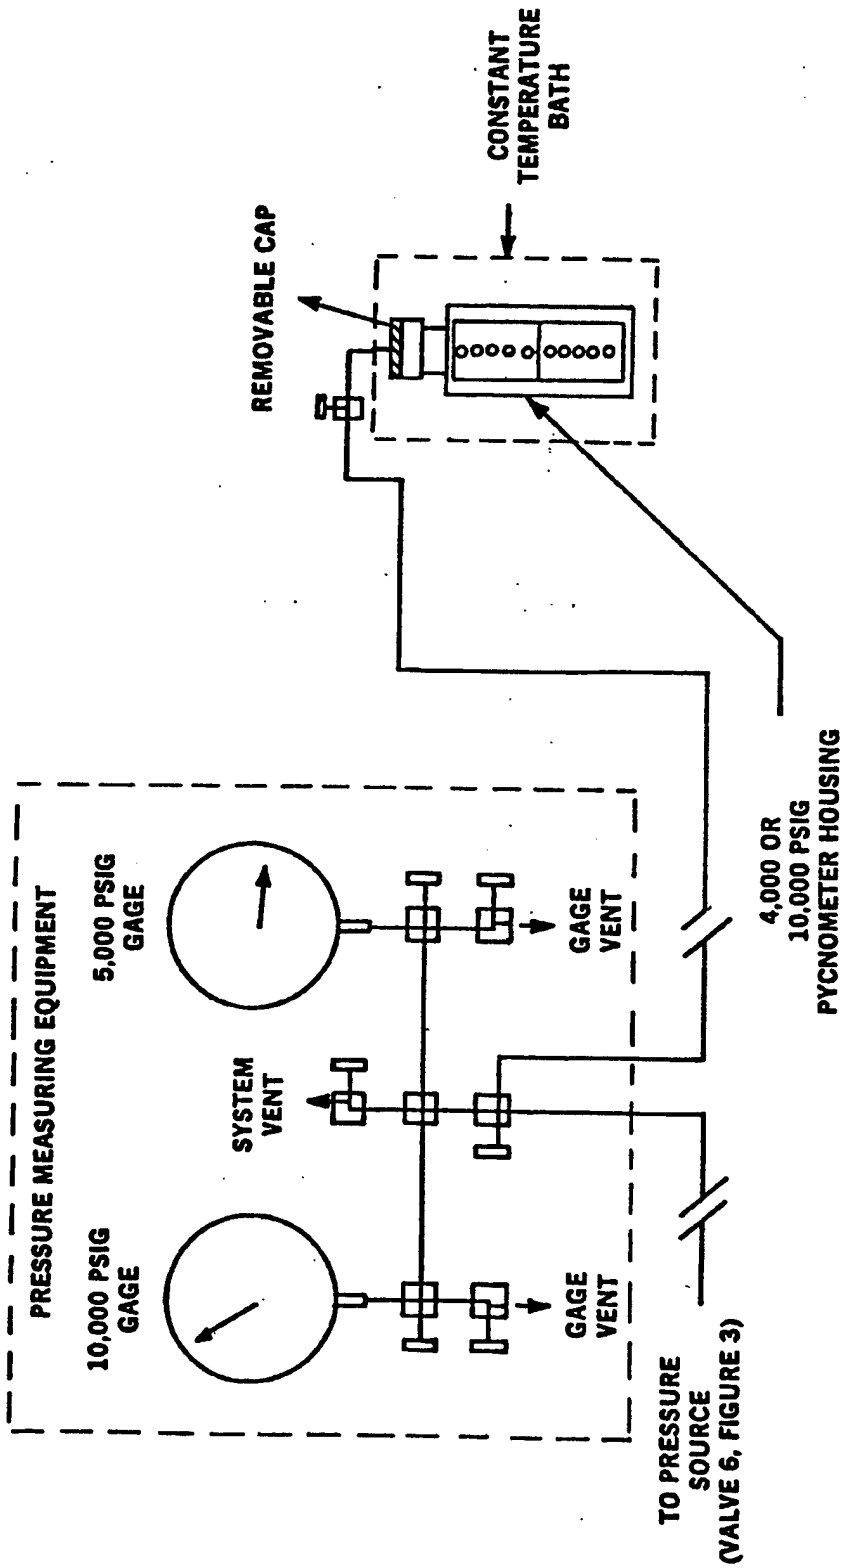 PRESSURE MEASURING EQUIPMENT
10,000 PSIG
GAGE
SYSTEM
VENT
5,000 PSIG
GAGE
GAGE
VENT
GAGE
VENT
TO PRESSURE
SOURCE
(VALVE 6, FIGURE 3)
4,000 OR
10,000 PSIG
PYCNOMETER HOUSING
REMOVABLE CAP
CONSTANT
TEMPERATURE
BATH